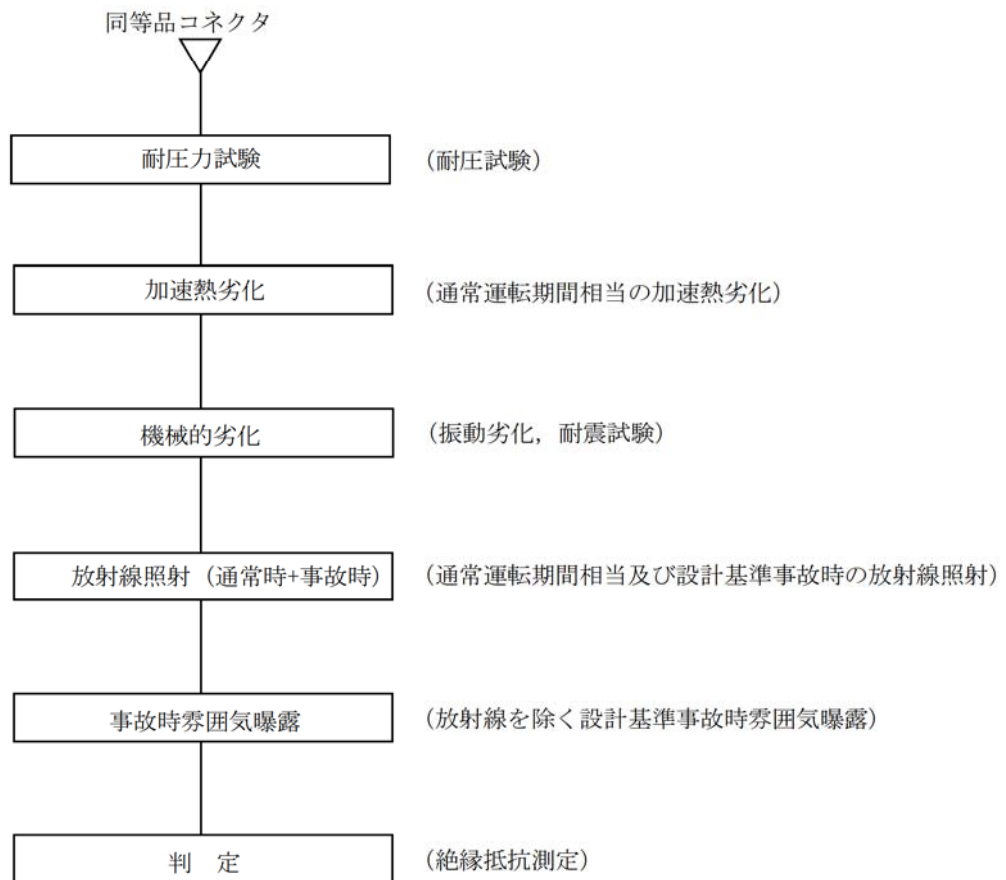 同等品コネクタ
耐圧力試験
(耐圧試験)
加速熱劣化
(通常運転期間相当の加速熱劣化)
機械的劣化
(振動劣化，耐震試験)
放射線照射（通常時+事故時）
(通常運転期間相当及び設計基準事故時の放射線照射)
事故時雰囲気曝露
(放射線を除く設計基準事故時雰囲気曝露)
判　定
(絶縁抵抗測定)